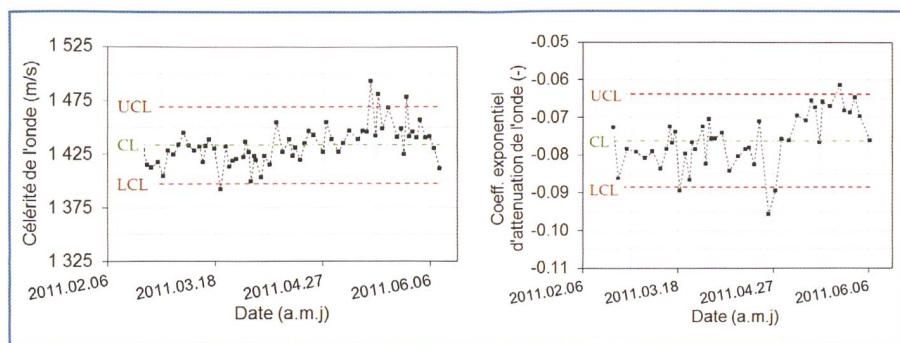 Célérité de l'onde (m/s)
1 525
1 475
1 425
1 375
1 325
UCL
CL
LCL
2011.02.06
2011.03.18
2011.04.27
2011.06.06
Date (a.m.j)
Coeff. exponentiel
d'attenuation de l'onde (-)
-0.05
-0.06
-0.07
-0.08
-0.09
-0.10
-0.11
UCL
CL
LCL
2011.02.06
2011.03.18
2011.04.27
2011.06.06
Date (a.m.j)